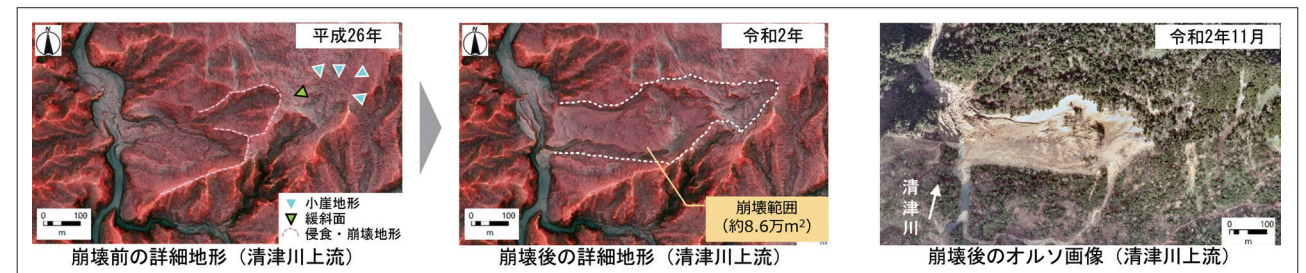 平成26年
小崖地形
緩斜面
侵食・崩壊地形
0 100
m
崩壊前の詳細地形（清津川上流）
令和2年
崩壊範囲
（約8.6万m²）
0 100
m
崩壊後の詳細地形（清津川上流）
令和2年11月
清津川
0 100
m
崩壊後のオルソ画像（清津川上流）